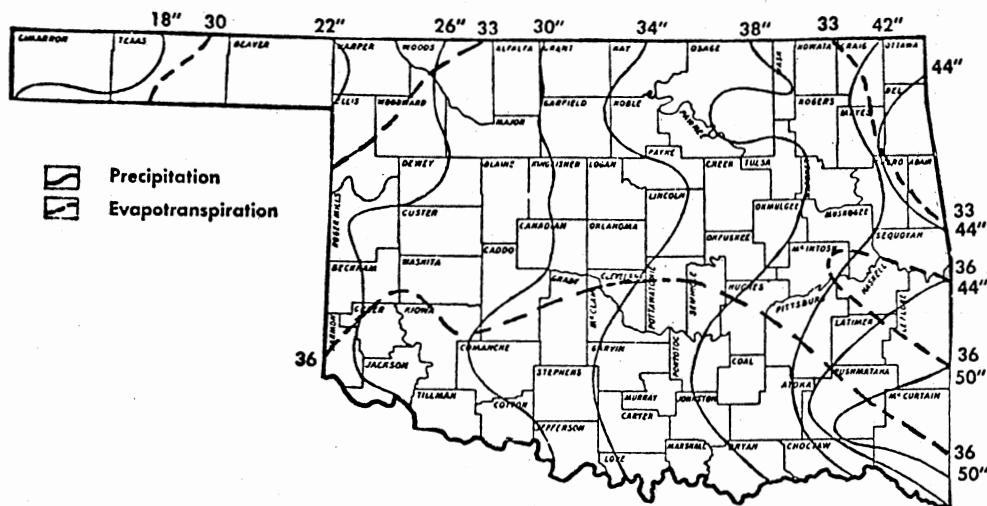 18" 30 22" 26" 33 30" 34" 38" 33 42"
CIMARRON TEXAS BEAVER HARPER WOODS ALFALFA GRANT KAY OSAGE WASH NOWATA CRAIG OTTAWA
44"
DEL
ELLIS WOODWARD GARFIELD NOBLE ROGERS MAYES
MAJOR PAWNEE
PAYNE
DEWEY BLAINE KINGFISHER LOGAN CREEK TULSA ADAIR
Precipitation
Evapotranspiration
ROGER MILLS LINCOLN
CUSTER OKMULGEE MUSKOGEE 33
CANADIAN OKLAHOMA 44"
OKFUSKEE SEQUOYAH
BECKHAM WASHITA CADDO McINTOSH
36
GRADY CLEVELAND HASKELL
44"
HUGHES
GREER KIOWA McCLAIN POTTAWATOMIE SEMINOLE PITTSBURG
HARMON LATIMER LEFLORE
36 COMANCHE GARVIN 36
JACKSON PONTOTOC COAL
STEPHENS PUSHMATAHA 50"
TILLMAN MURRAY JOHNSTON ATOKA McCURTAIN
COTTON CARTER
JEFFERSON
MARSHALL BRYAN CHOCTAW 36
LOVE 50"